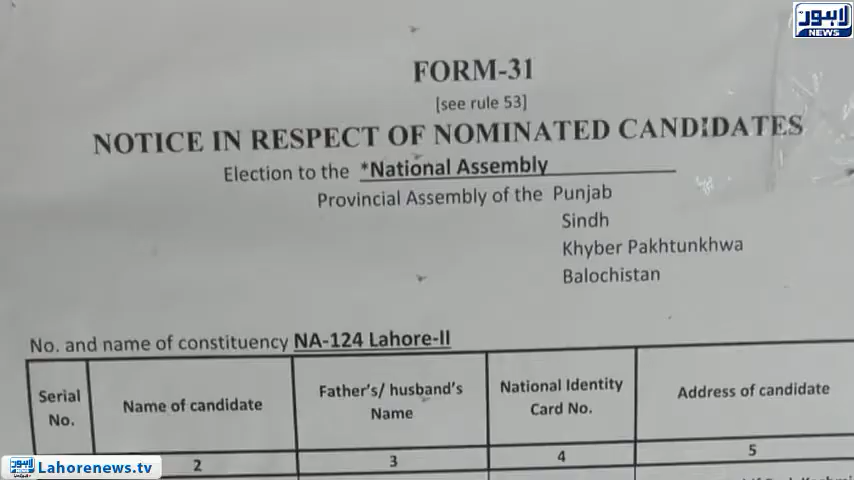 لاہور
NEWS
FORM-31
[see rule 53]
NOTICE IN RESPECT OF NOMINATED CANDIDATES
Election to the *National Assembly
Provincial Assembly of the Punjab
Sindh
Khyber Pakhtunkhwa
Balochistan
No. and name of constituency NA-124 Lahore-II
Serial No. Name of candidate Father's/ husband's Name National Identity Card No. Address of candidate
2 3 4 5
Lahorenews.tv